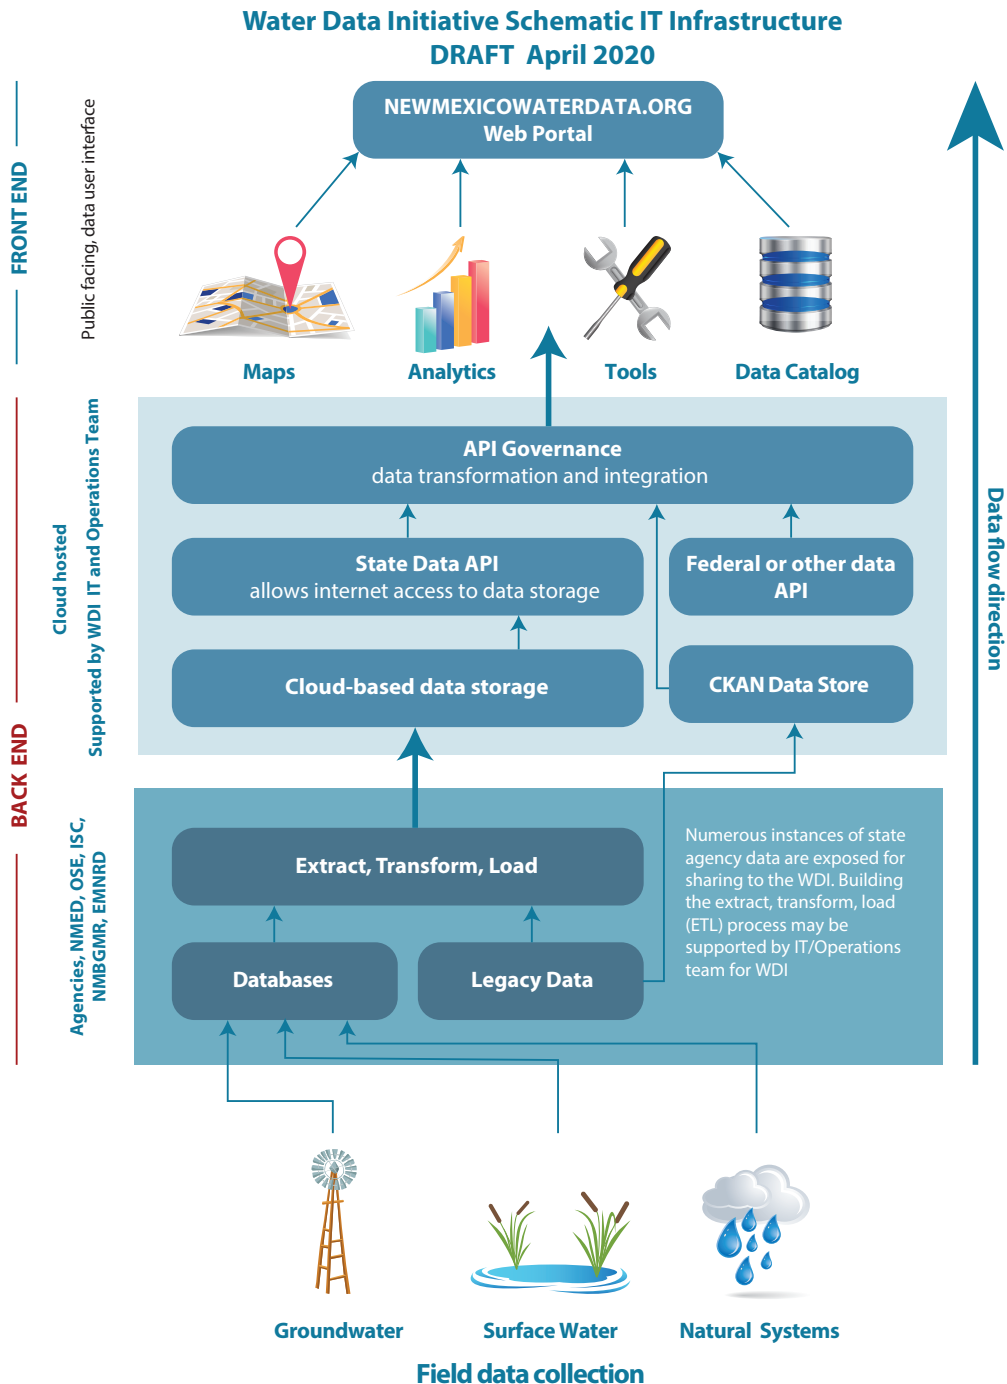 Water Data Initiative Schematic IT Infrastructure
DRAFT April 2020
FRONT END
Public facing, data user interface
NEWMEXICOWATERDATA.ORG
Web Portal
Maps
Analytics
Tools
Data Catalog
Data flow direction
BACK END
Cloud hosted
Supported by WDI IT and Operations Team
API Governance
data transformation and integration
State Data API
allows internet access to data storage
Federal or other data
API
Cloud-based data storage
CKAN Data Store
Agencies, NMED, OSE, ISC,
NMBGMR, EMNRD
Extract, Transform, Load
Numerous instances of state
agency data are exposed for
sharing to the WDI. Building
the extract, transform, load
(ETL) process may be
supported by IT/Operations
team for WDI
Databases
Legacy Data
Groundwater
Surface Water
Natural Systems
Field data collection